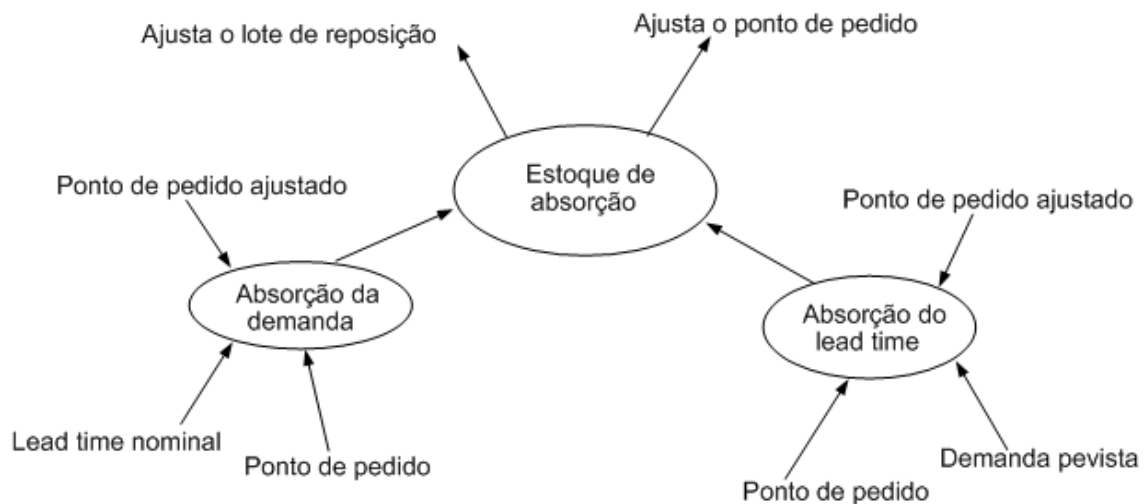 Ajusta o lote de reposição
Ajusta o ponto de pedido
Estoque de
absorção
Ponto de pedido ajustado
Ponto de pedido ajustado
Absorção da
demanda
Absorção do
lead time
Lead time nominal
Ponto de pedido
Demanda pevista
Ponto de pedido